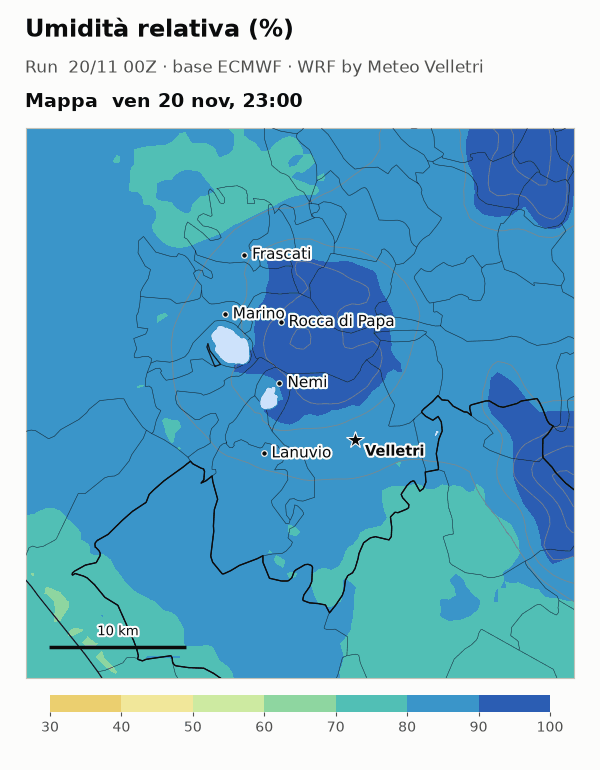 Umidità relativa (%)
Run  20/11 00Z · base ECMWF · WRF by Meteo Velletri
Mappa  ven 20 nov, 23:00
Frascati
Marino
Rocca di Papa
Nemi
Velletri
Lanuvio
10 km
30 40 50 60 70 80 90 100